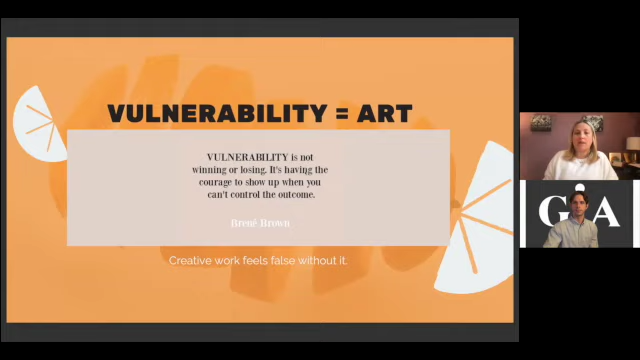 VULNERABILITY = ART
VULNERABILITY is not
winning or losing. It's having the
courage to show up when you
can't control the outcome.
Brené Brown
Creative work feels false without it.
GiA